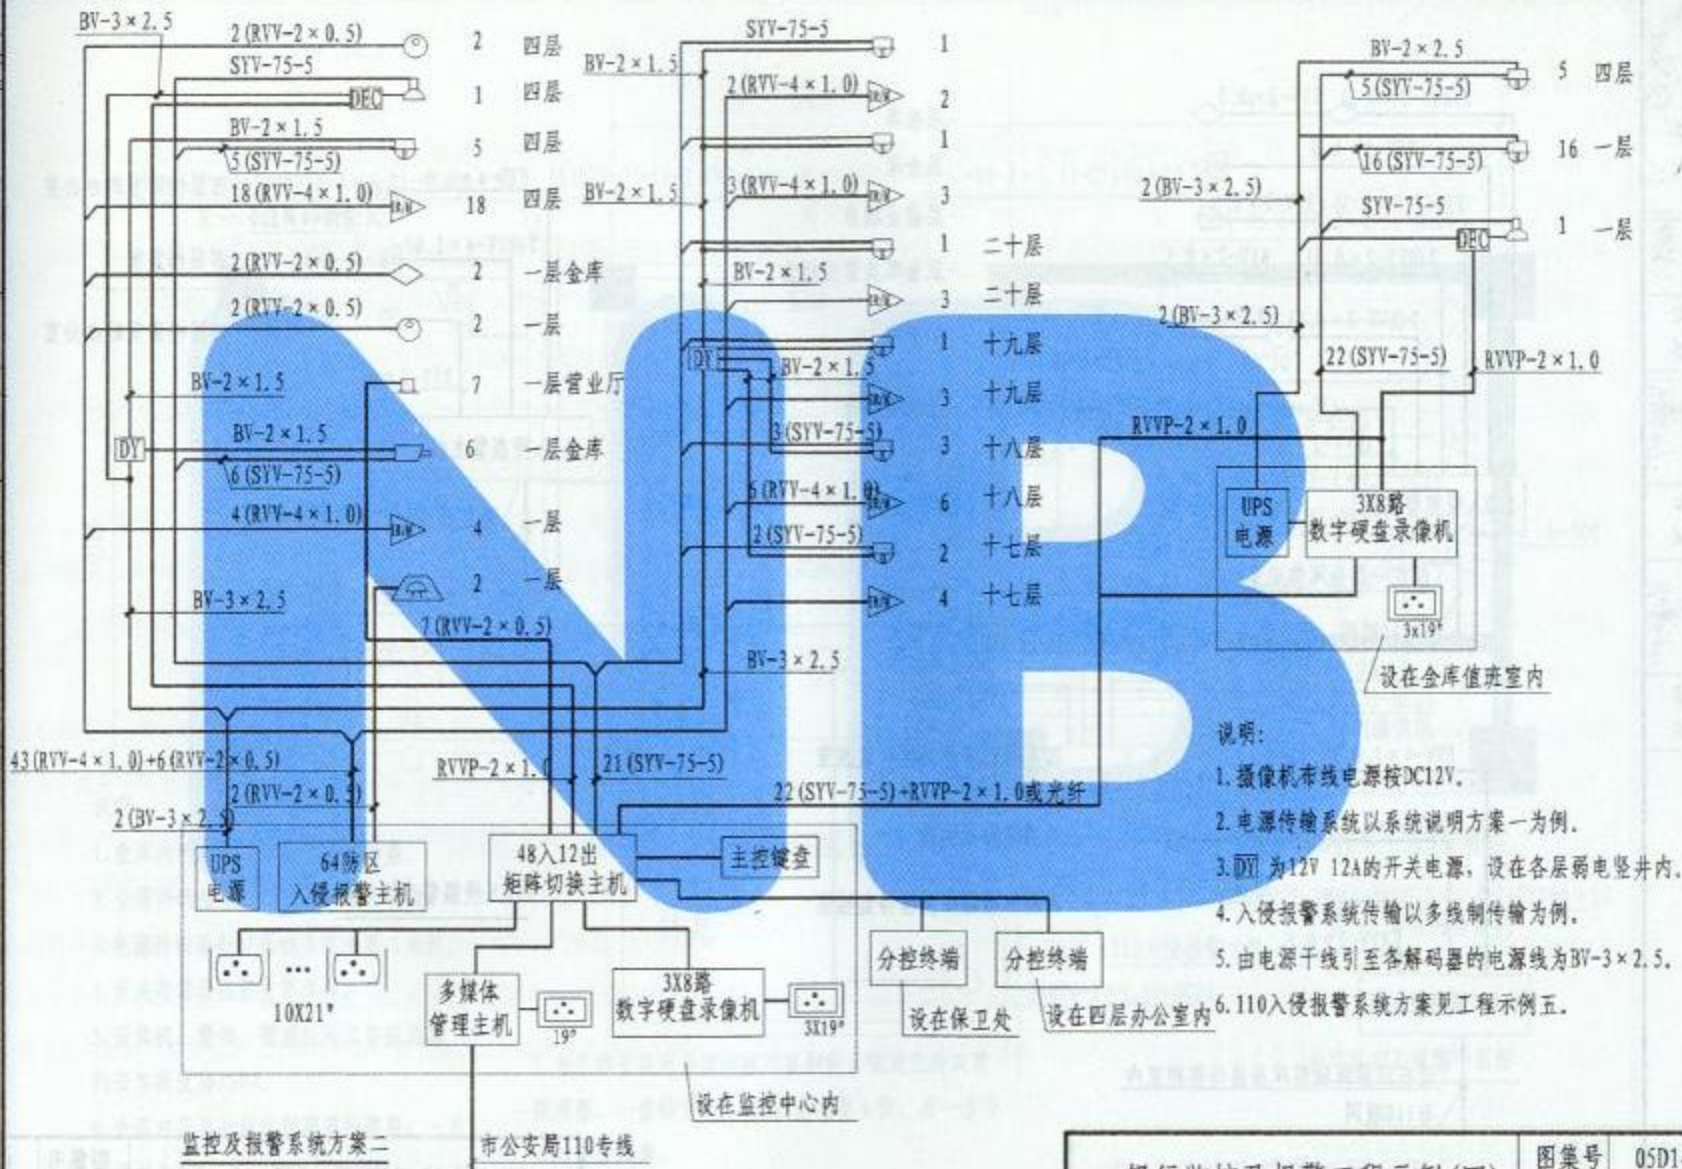 BV-3×2.5
2(RVV-2×0.5)
2 四层
SYV-75-5
DEC
1 四层
BV-2×1.5
5(SYV-75-5)
5 四层
18(RVV-4×1.0)
IR/M
18 四层
2(RVV-2×0.5)
2 一层金库
2(RVV-2×0.5)
2 一层
BV-2×1.5
7 一层营业厅
DY
BV-2×1.5
6(SYV-75-5)
6 一层金库
4(RVV-4×1.0)
IR/M
4 一层
2 一层
BV-3×2.5
7(RVV-2×0.5)
SYV-75-5
1
BV-2×1.5
2(RVV-4×1.0)
IR/M
2
1
BV-2×1.5
3(RVV-4×1.0)
IR/M
3
1 二十层
BV-2×1.5
IR/M
3 二十层
DY
1 十九层
BV-2×1.5
IR/M
3 十九层
3(SYV-75-5)
3 十八层
6(RVV-4×1.0)
IR/M
6 十八层
2(SYV-75-5)
2 十七层
IR/M
4 十七层
BV-3×2.5
BV-2×2.5
5(SYV-75-5)
5 四层
16(SYV-75-5)
16 一层
2(BV-3×2.5)
SYV-75-5
DEC
1 一层
2(BV-3×2.5)
22(SYV-75-5)
RVVP-2×1.0
RVVP-2×1.0
UPS
电源
3X8路
数字硬盘录像机
3x19"
设在金库值班室内
43(RVV-4×1.0)+6(RVV-2×0.5)
2(RVV-2×0.5)
2(BV-3×2.5)
RVVP-2×1.0
21(SYV-75-5)
22(SYV-75-5)+RVVP-2×1.0或光纤
UPS
电源
64防区
入侵报警主机
48入12出
矩阵切换主机
主控键盘
10X21"
多媒体
管理主机
19"
3X8路
数字硬盘录像机
3X19"
分控终端
分控终端
设在保卫处
设在四层办公室内
设在监控中心内
监控及报警系统方案二
市公安局110专线
说明:
1.摄像机布线电源按DC12V.
2.电源传输系统以系统说明方案一为例.
3.DY 为12V 12A的开关电源, 设在各层弱电竖井内.
4.入侵报警系统传输以多线制传输为例.
5.由电源干线引至各解码器的电源线为BV-3×2.5.
6.110入侵报警系统方案见工程示例五.
图集号 05D1
NB